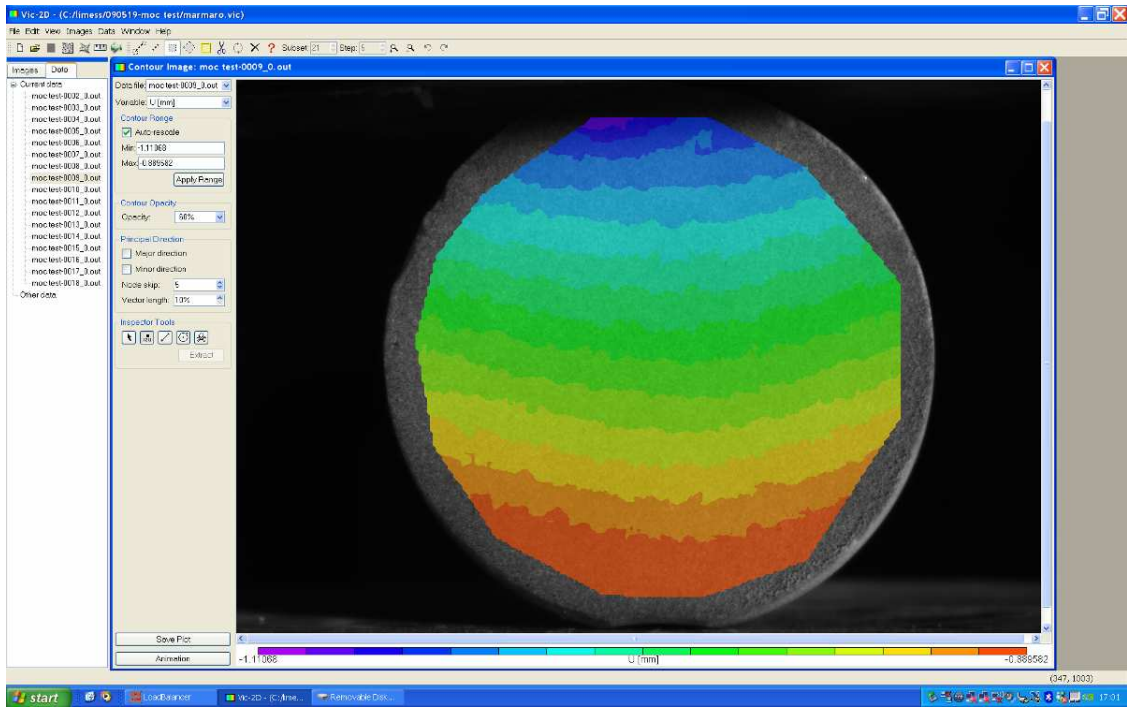 Vic-2D - (C:/limess/090519-moc test/marmaro.vic)
File Edit View Images Data Window Help
Subset: 21 Step: 5
Images Data
Current data
moc test-0002_0.out
moc test-0003_0.out
moc test-0004_0.out
moc test-0005_0.out
moc test-0006_0.out
moc test-0007_0.out
moc test-0008_0.out
moc test-0009_0.out
moc test-0010_0.out
moc test-0011_0.out
moc test-0012_0.out
moc test-0013_0.out
moc test-0014_0.out
moc test-0015_0.out
moc test-0016_0.out
moc test-0017_0.out
moc test-0018_0.out
Other data
Contour Image: moc test-0009_0.out
Data file: moc test-0009_0.out
Variable: U [mm]
Contour Range
Auto-rescale
Min: -1.11068
Max: -0.889582
Apply Range
Contour Opacity
Opacity: 60%
Principal Direction
Major direction
Minor direction
Node skip: 5
Vector length: 10%
Inspector Tools
Extract
Save Plot
Animation
-1.11068 U [mm] -0.889582
(347, 1003)
start LoadBalancer Vic-2D - (C:/lime... Removable Disk... 17:01